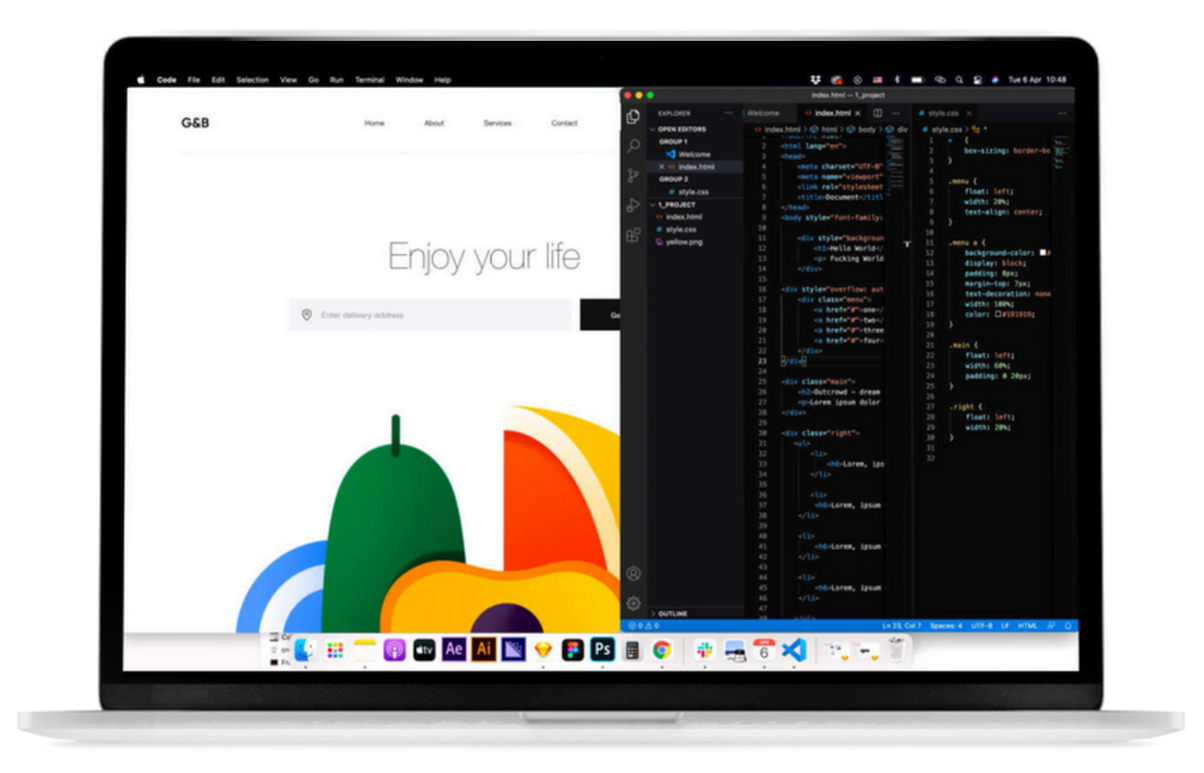 Code File Edit Selection View Go Run Terminal Window Help
Tue 6 Apr 10:48
G&B
Home About Services Contact
Enjoy your life
Enter delivery address
Ge
index.html — 1_project
EXPLORER
OPEN EDITORS
GROUP 1
Welcome
index.html
GROUP 2
style.css
1_PROJECT
index.html
style.css
yellow.png
OUTLINE
Welcome index.html
index.html html body div
2 <html lang="en">
3 <head>
4 <meta charset="UTF-8"
5 <meta name="viewport"
6 <link rel="stylesheet
7 <title>Document</titl
8 </head>
9 <body style="font-family:
10
11 <div style="backgroun
12 <h1>Hello World</
13 <p> Fucking World
14 </div>
15
16 <div style="overflow: aut
17 <div class="menu">
18 <a href="#">one</
19 <a href="#">two</
20 <a href="#">three
21 <a href="#">four<
22 </div>
23 </div>
24
25 <div class="main">
26 <h2>Outcrowd - dream
27 <p>Lorem ipsum dolor
28 </div>
29
30 <div class="right">
31 <ul>
32 <li>
33 <h6>Lorem, ips
34 </li>
35
36 <li>
37 <h6>Lorem, ipsum
38 </li>
39
40 <li>
41 <h6>Lorem, ipsum
42 </li>
43
44 <li>
45 <h6>Lorem, ipsum
46 </li>
47
style.css
style.css
1 * {
2 box-sizing: border-bo
3 }
4
5 .menu {
6 float: left;
7 width: 20%;
8 text-align: center;
9 }
10
11 .menu a {
12 background-color: #
13 display: block;
14 padding: 8px;
15 margin-top: 7px;
16 text-decoration: none
17 width: 100%;
18 color: #191919;
19 }
20
21 .main {
22 float: left;
23 width: 60%;
24 padding: 0 20px;
25 }
26
27 .right {
28 float: left;
29 width: 20%;
30 }
31
32
0 0
Ln 23, Col 7 Spaces: 4 UTF-8 LF HTML
tv Ae Ai Ps 6